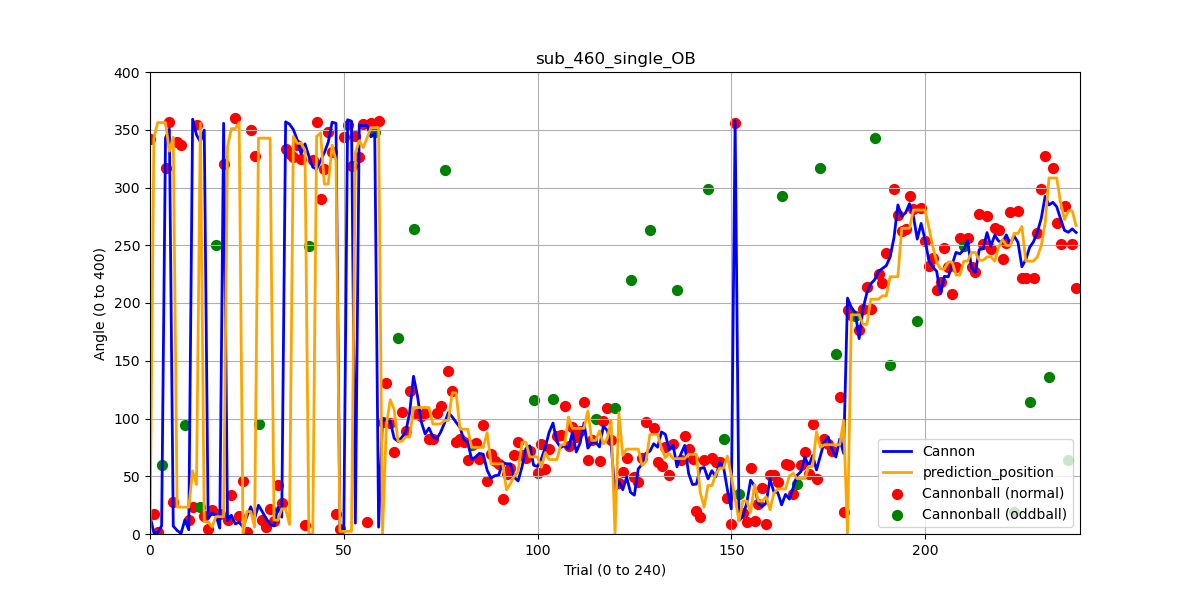 sub_460_single_OB
Angle (0 to 400)
400
350
300
250
200
150
100
50
0
0 50 100 150 200
Trial (0 to 240)
Cannon
prediction_position
Cannonball (normal)
Cannonball (oddball)